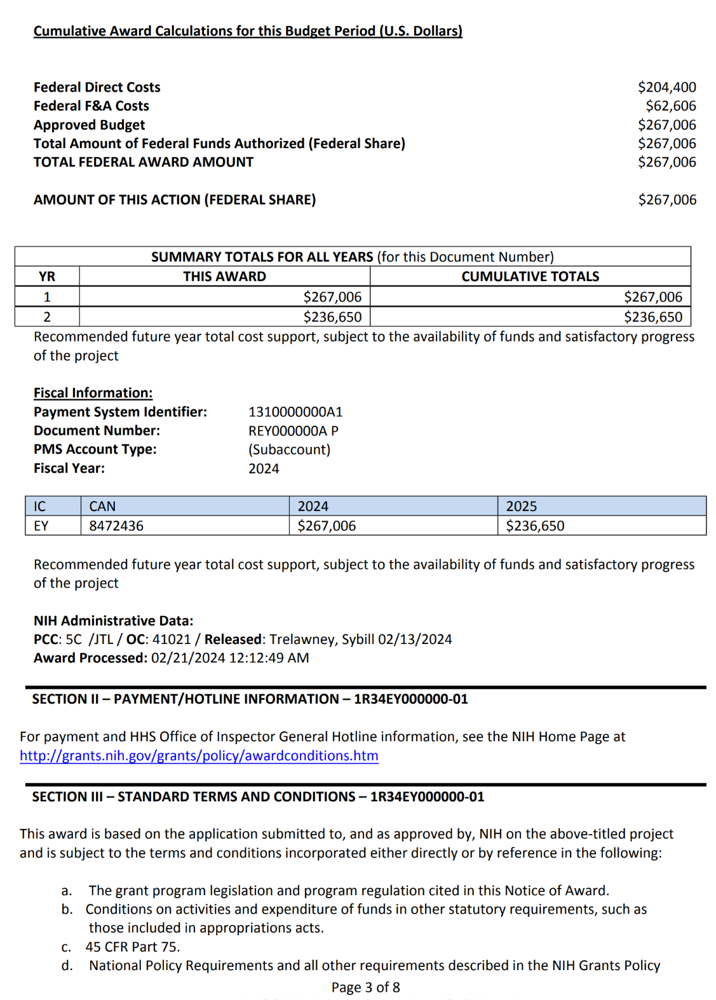 Cumulative Award Calculations for this Budget Period (U.S. Dollars)
Federal Direct Costs $204,400
Federal F&A Costs $62,606
Approved Budget $267,006
Total Amount of Federal Funds Authorized (Federal Share) $267,006
TOTAL FEDERAL AWARD AMOUNT $267,006
AMOUNT OF THIS ACTION (FEDERAL SHARE) $267,006
SUMMARY TOTALS FOR ALL YEARS (for this Document Number)
YR THIS AWARD CUMULATIVE TOTALS
1 $267,006 $267,006
2 $236,650 $236,650
Recommended future year total cost support, subject to the availability of funds and satisfactory progress
of the project
Fiscal Information:
Payment System Identifier: 1310000000A1
Document Number: REY000000A P
PMS Account Type: (Subaccount)
Fiscal Year: 2024
IC CAN 2024 2025
EY 8472436 $267,006 $236,650
Recommended future year total cost support, subject to the availability of funds and satisfactory progress
of the project
NIH Administrative Data:
PCC: 5C /JTL / OC: 41021 / Released: Trelawney, Sybill 02/13/2024
Award Processed: 02/21/2024 12:12:49 AM
SECTION II – PAYMENT/HOTLINE INFORMATION – 1R34EY000000-01
For payment and HHS Office of Inspector General Hotline information, see the NIH Home Page at
http://grants.nih.gov/grants/policy/awardconditions.htm
SECTION III – STANDARD TERMS AND CONDITIONS – 1R34EY000000-01
This award is based on the application submitted to, and as approved by, NIH on the above-titled project
and is subject to the terms and conditions incorporated either directly or by reference in the following:
a. The grant program legislation and program regulation cited in this Notice of Award.
b. Conditions on activities and expenditure of funds in other statutory requirements, such as
those included in appropriations acts.
c. 45 CFR Part 75.
d. National Policy Requirements and all other requirements described in the NIH Grants Policy
Page 3 of 8